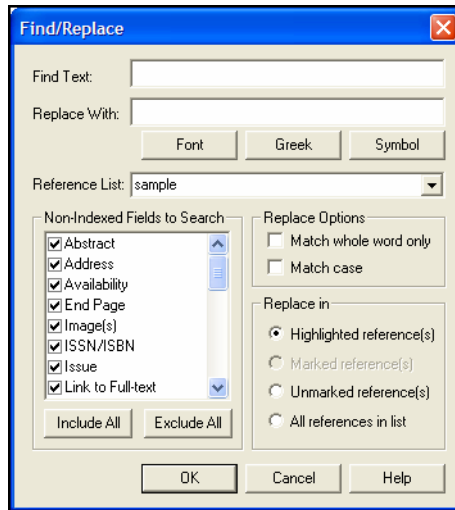 Find/Replace
Find Text:
Replace With:
Font Greek Symbol
Reference List: sample
Non-Indexed Fields to Search
Abstract
Address
Availability
End Page
Image(s)
ISSN/ISBN
Issue
Link to Full-text
Include All Exclude All
Replace Options
Match whole word only
Match case
Replace in
Highlighted reference(s)
Marked reference(s)
Unmarked reference(s)
All references in list
OK Cancel Help